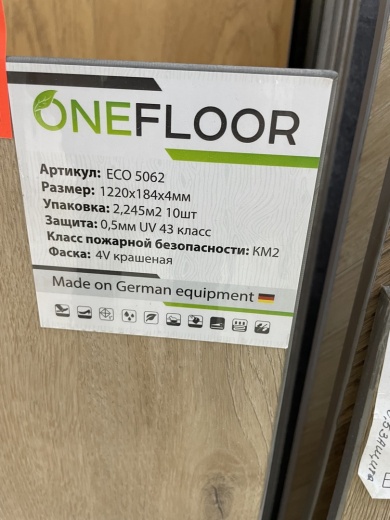 ONEFLOOR
Артикул: ECO 5062
Размер: 1220х184х4мм
Упаковка: 2,245м2 10шт
Защита: 0,5мм UV 43 класс
Класс пожарной безопасности: КМ2
Фаска: 4V крашеная
Made on German equipment